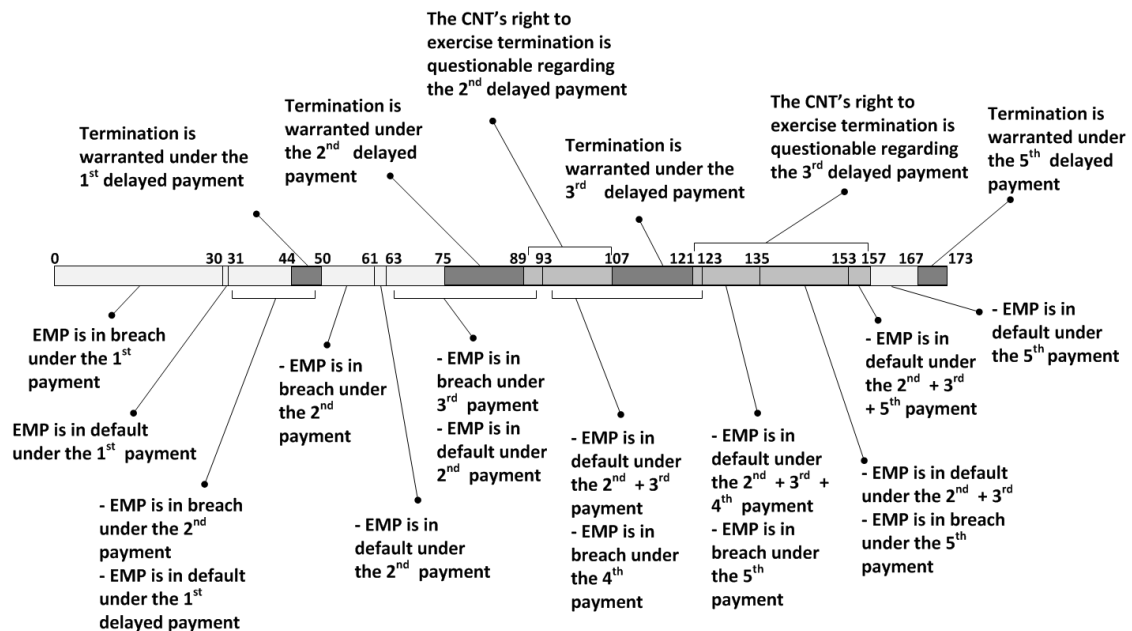 The CNT's right to
exercise termination is
questionable regarding
the 2nd delayed payment
Termination is
warranted under
the 2nd delayed
payment
The CNT's right to
exercise termination is
questionable regarding
the 3rd delayed payment
Termination is
warranted under
the 5th delayed
payment
Termination is
warranted under the
1st delayed payment
Termination is
warranted under the
3rd delayed payment
0 30 31 44 50 61 63 75 89 93 107 121 123 135 153 157 167 173
EMP is in breach
under the 1st
payment
EMP is in default
under the 1st payment
- EMP is in breach
under the 2nd
payment
- EMP is in default
under the 1st
delayed payment
- EMP is in
breach under
the 2nd
payment
- EMP is in
default under
the 2nd payment
- EMP is in
breach under
3rd payment
- EMP is in
default under
2nd payment
- EMP is in
default under
the 2nd + 3rd
payment
- EMP is in
breach under
the 4th
payment
- EMP is in
default under
the 2nd + 3rd +
4th payment
- EMP is in
breach under
the 5th
payment
- EMP is in default
under the 2nd + 3rd
- EMP is in breach
under the 5th
payment
- EMP is in
default under
the 2nd + 3rd
+ 5th payment
- EMP is in
default under
the 5th payment